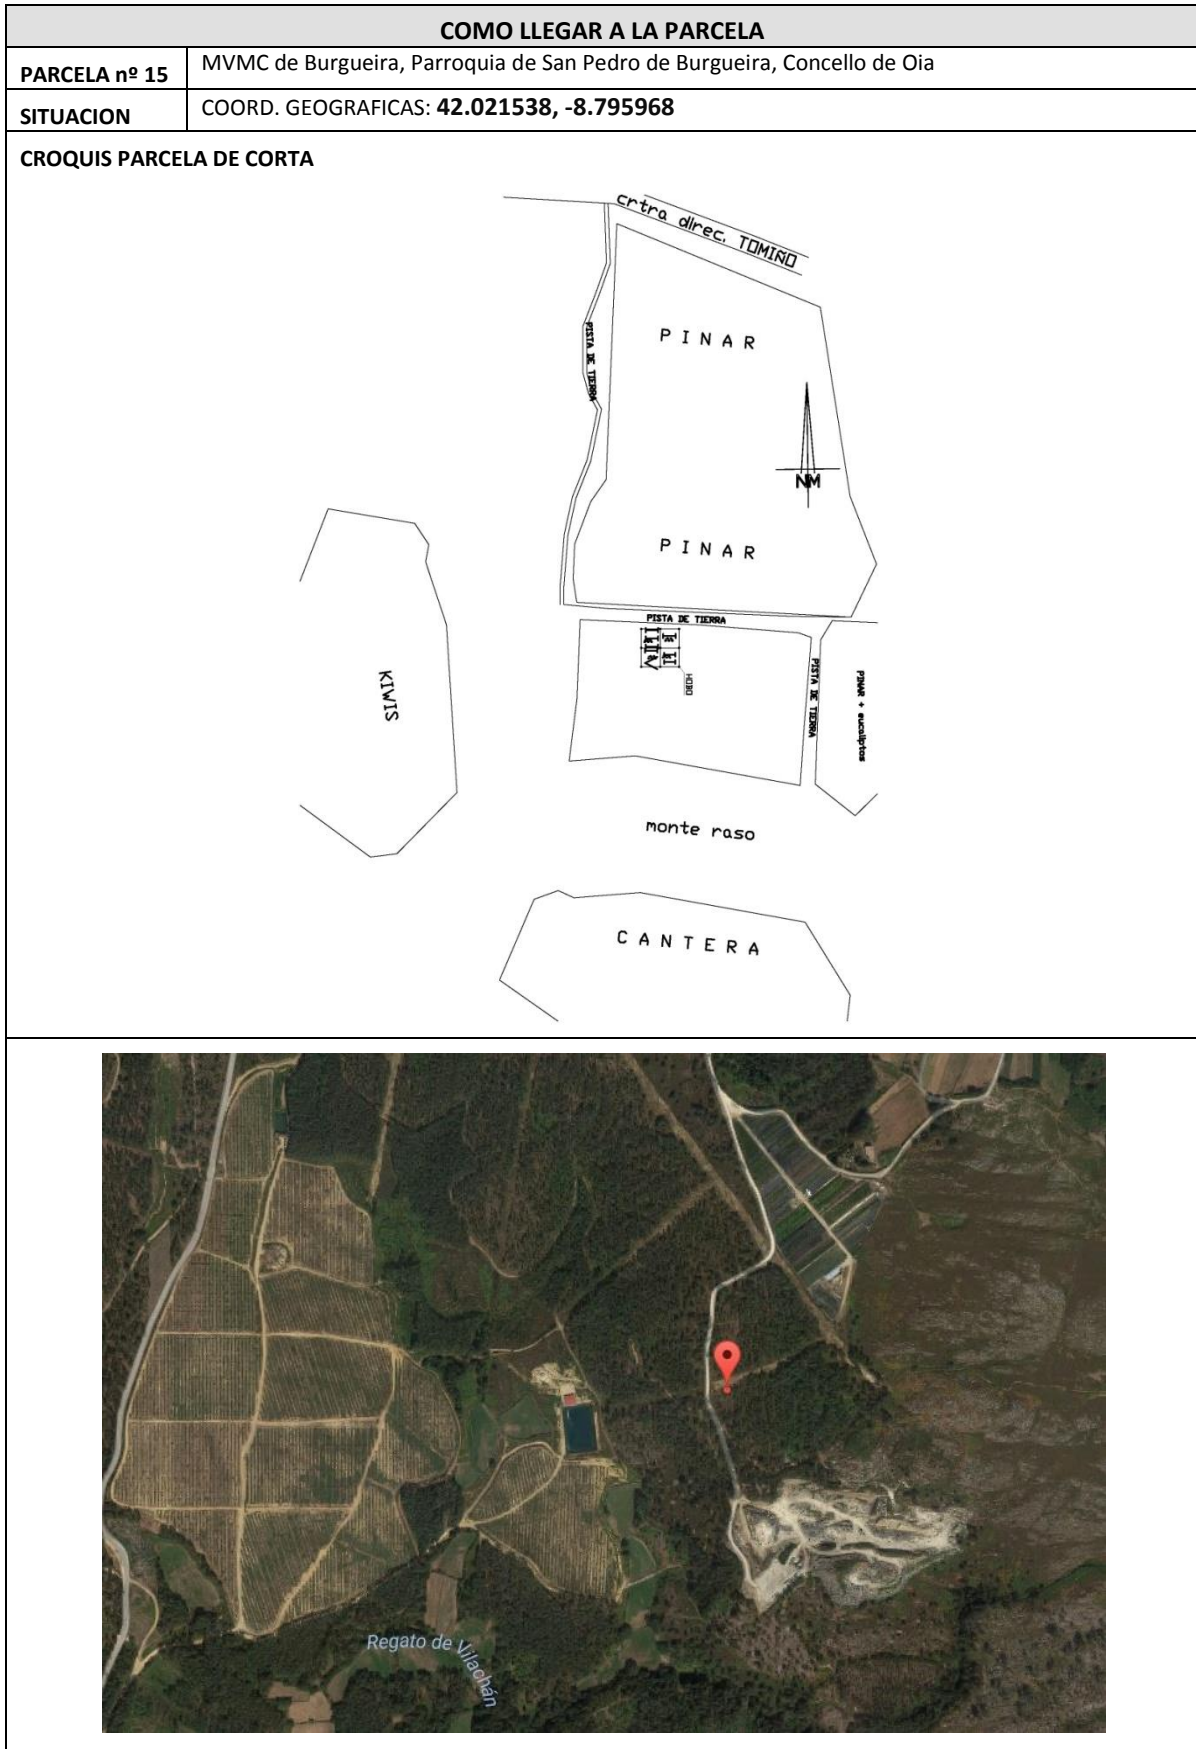 COMO LLEGAR A LA PARCELA
PARCELA nº 15
MVMC de Burgueira, Parroquia de San Pedro de Burgueira, Concello de Oia
SITUACION
COORD. GEOGRAFICAS: 42.021538, -8.795968
CROQUIS PARCELA DE CORTA
crtra direc. TOMIÑO
PISTA DE TIERRA
PINAR
NM
PINAR
PISTA DE TIERRA
HOBO
KIWIS
PISTA DE TIERRA
PINAR + eucaliptos
monte raso
CANTERA
Regato de Vilachán